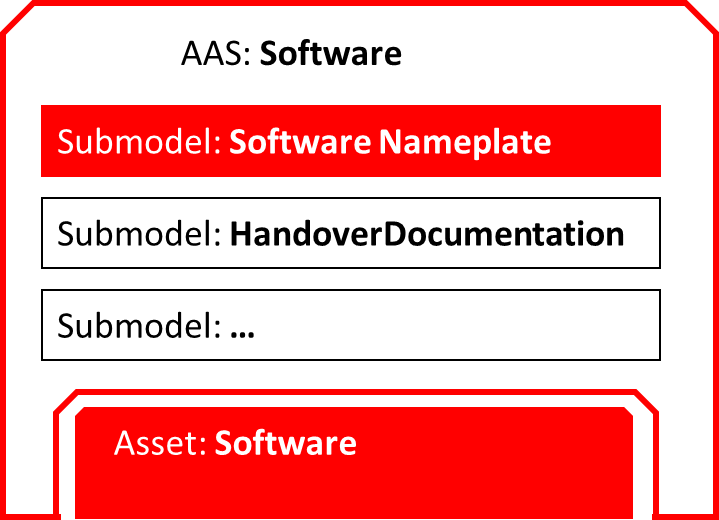 AAS: Software
Submodel: Software Nameplate
Submodel: HandoverDocumentation
Submodel: ...
Asset: Software